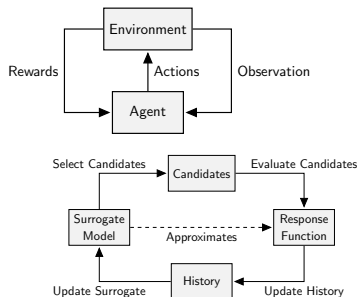 Environment
Rewards
Actions
Observation
Agent
Select Candidates
Candidates
Evaluate Candidates
Surrogate
Model
Approximates
Response
Function
Update Surrogate
History
Update History